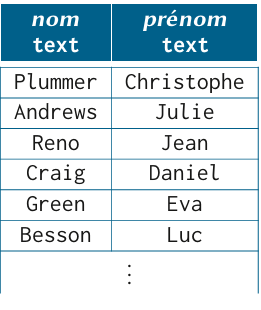 nom prénom
text text
Plummer Christophe
Andrews Julie
Reno Jean
Craig Daniel
Green Eva
Besson Luc
⋮